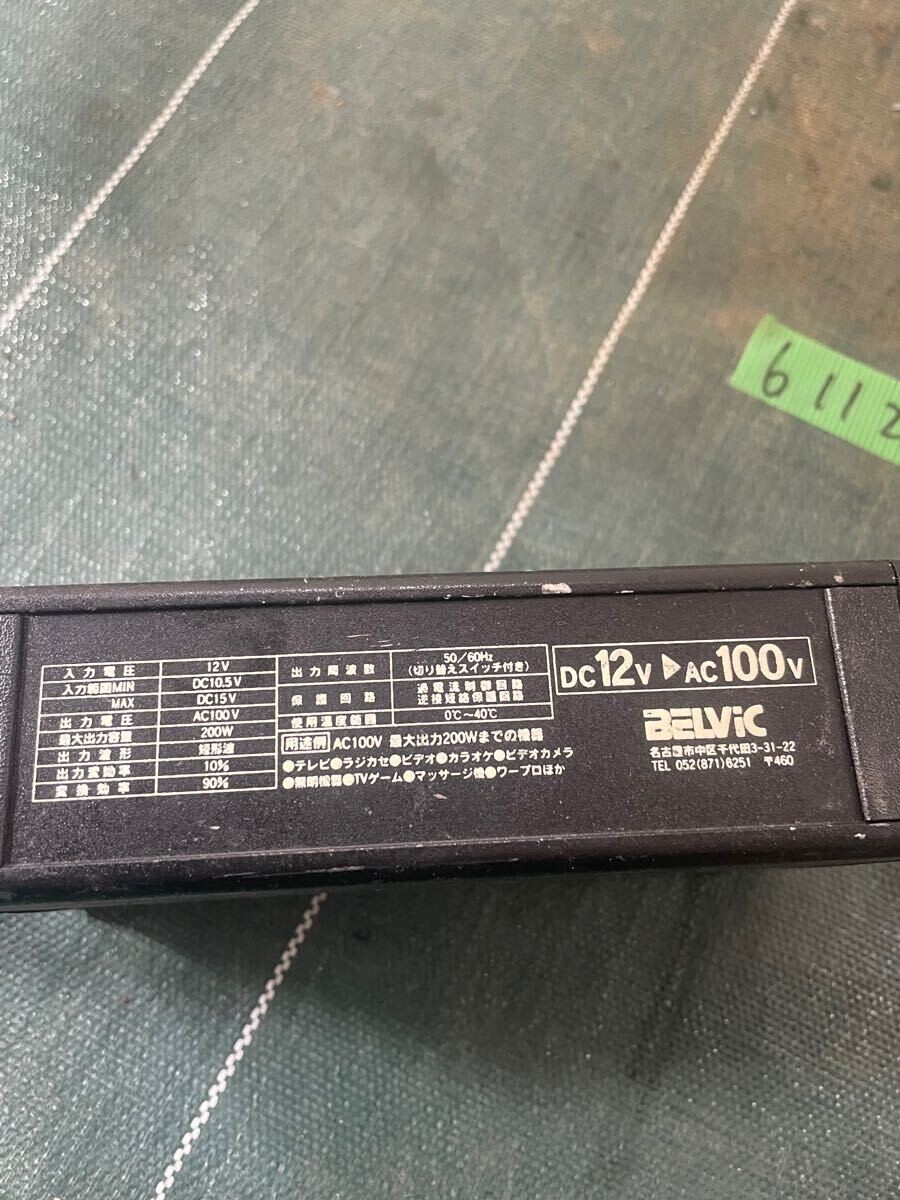 6112
入力電圧 12V
入力範囲MIN DC10.5V
MAX DC15V
出力電圧 AC100V
最大出力容量 200W
出力波形 矩形波
出力変動率 10%
変換効率 90%
出力周波数 50/60Hz
(切り替えスイッチ付き)
保護回路 過電流制御回路
逆接短絡保護回路
使用温度範囲 0℃~40℃
用途例 AC100V 最大出力200Wまでの機器
●テレビ●ラジカセ●ビデオ●カラオケ●ビデオカメラ
●照明機器●TVゲーム●マッサージ機●ワープロほか
DC12V ▶ AC100V
BELViC
名古屋市中区千代田3-31-22
TEL 052(871)6251 〒460